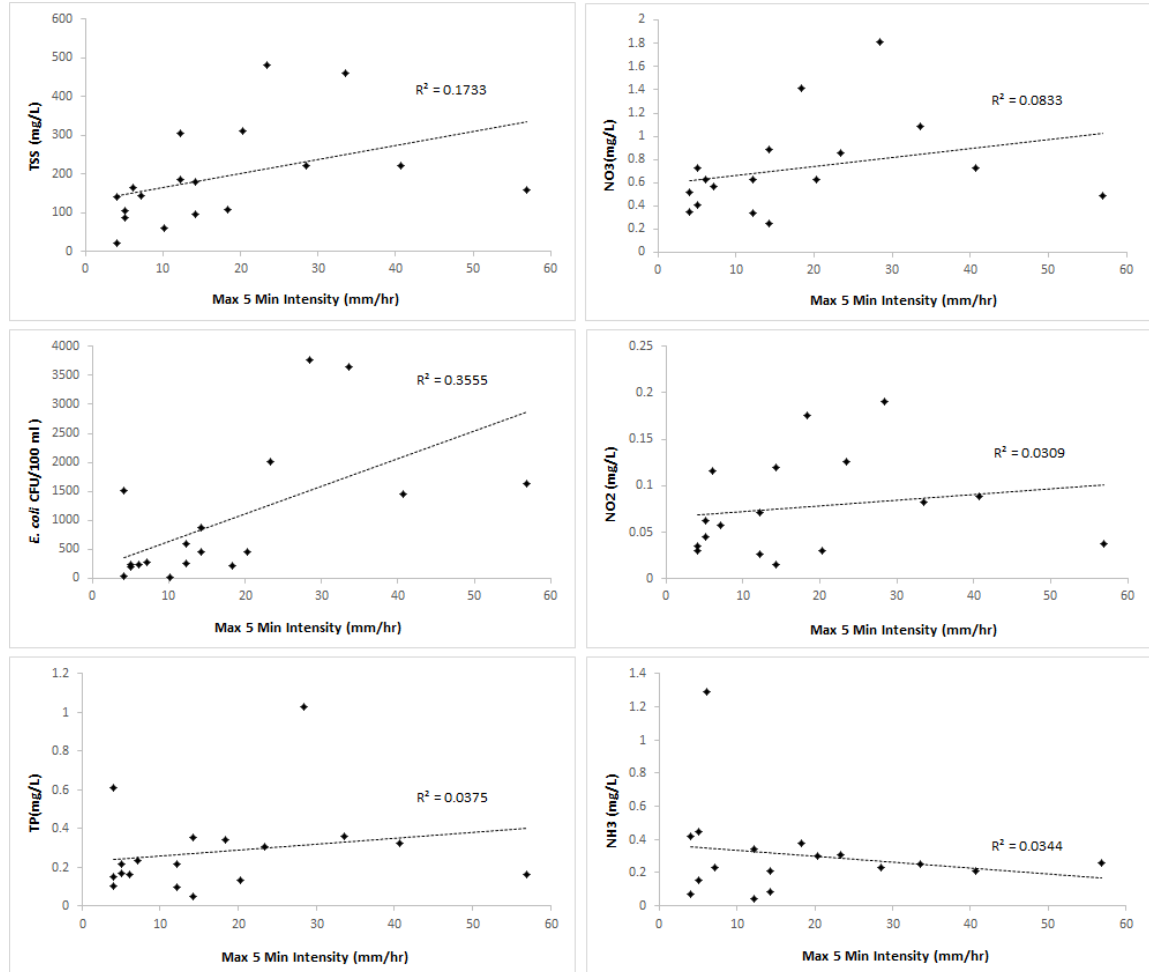 600
500
400
300
200
100
0
TSS (mg/L)
R² = 0.1733
0 10 20 30 40 50 60
Max 5 Min Intensity (mm/hr)
2
1.8
1.6
1.4
1.2
1
0.8
0.6
0.4
0.2
0
NO3(mg/L)
R² = 0.0833
0 10 20 30 40 50 60
Max 5 Min Intensity (mm/hr)
4000
3500
3000
2500
2000
1500
1000
500
0
E. coli CFU/100 ml )
R² = 0.3555
0 10 20 30 40 50 60
Max 5 Min Intensity (mm/hr)
0.25
0.2
0.15
0.1
0.05
0
NO2 (mg/L)
R² = 0.0309
0 10 20 30 40 50 60
Max 5 Min Intensity (mm/hr)
1.2
1
0.8
0.6
0.4
0.2
0
TP(mg/L)
R² = 0.0375
0 10 20 30 40 50 60
Max 5 Min Intensity (mm/hr)
1.4
1.2
1
0.8
0.6
0.4
0.2
0
NH3 (mg/L)
R² = 0.0344
0 10 20 30 40 50 60
Max 5 Min Intensity (mm/hr)